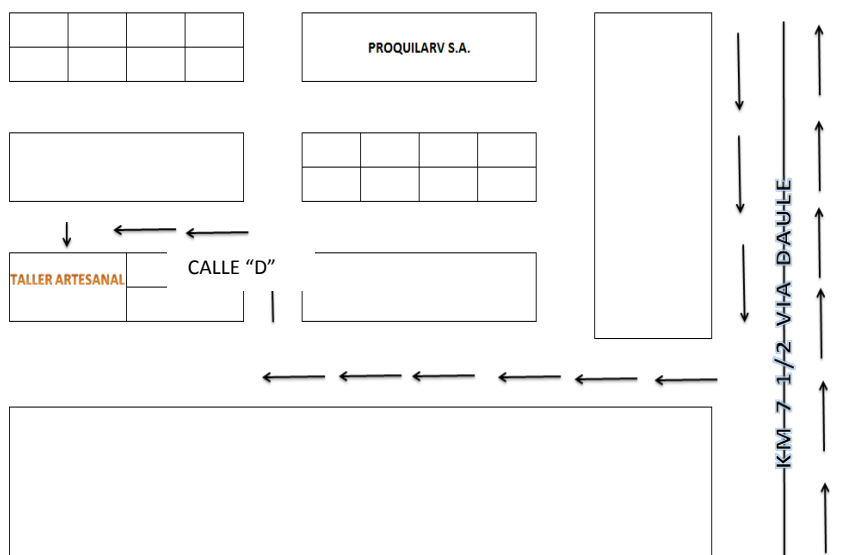 PROQUILARV S.A.
TALLER ARTESANAL
CALLE “D”
KM 7 1/2 VIA DAULE